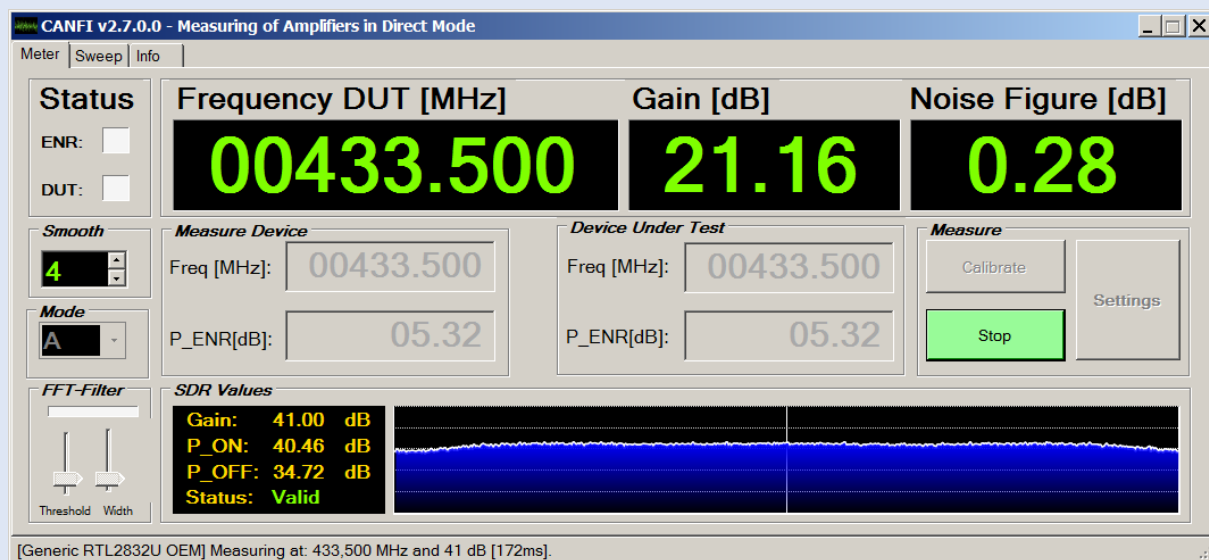 CANFI v2.7.0.0 - Measuring of Amplifiers in Direct Mode
Meter Sweep Info
Status
ENR:
DUT:
Frequency DUT [MHz]
00433.500
Gain [dB]
21.16
Noise Figure [dB]
0.28
Smooth
4
Measure Device
Freq [MHz]: 00433.500
P_ENR[dB]: 05.32
Device Under Test
Freq [MHz]: 00433.500
P_ENR[dB]: 05.32
Measure
Calibrate
Settings
Stop
Mode
A
FFT-Filter
Threshold Width
SDR Values
Gain: 41.00 dB
P_ON: 40.46 dB
P_OFF: 34.72 dB
Status: Valid
[Generic RTL2832U OEM] Measuring at: 433,500 MHz and 41 dB [172ms].